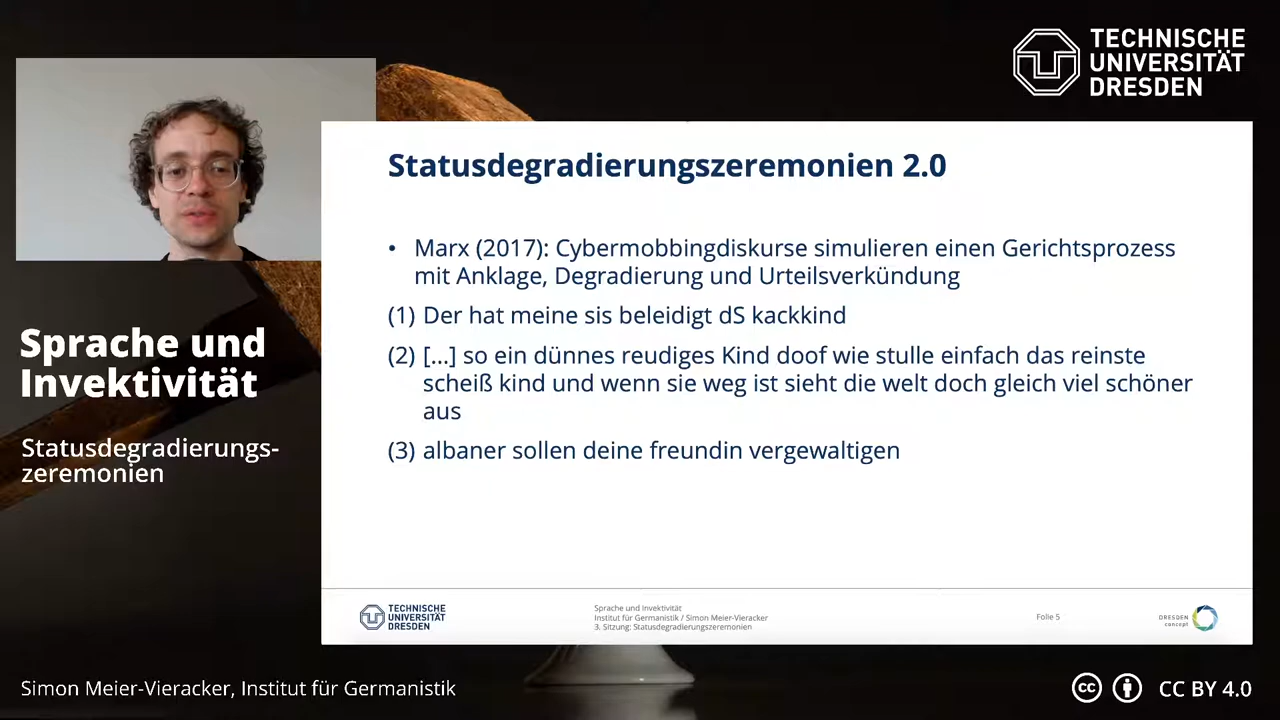 TECHNISCHE
UNIVERSITÄT
DRESDEN
Statusdegradierungszeremonien 2.0
• Marx (2017): Cybermobbingdiskurse simulieren einen Gerichtsprozess
mit Anklage, Degradierung und Urteilsverkündung
(1) Der hat meine sis beleidigt dS kackkind
(2) [...] so ein dünnes reudiges Kind doof wie stulle einfach das reinste
scheiß kind und wenn sie weg ist sieht die welt doch gleich viel schöner
aus
(3) albaner sollen deine freundin vergewaltigen
Sprache und
Invektivität
Statusdegradierungs-
zeremonien
TECHNISCHE
UNIVERSITÄT
DRESDEN
Sprache und Invektivität
Institut für Germanistik / Simon Meier-Vieracker
3. Sitzung: Statusdegradierungszeremonien
Folie 5
DRESDEN
concept
Simon Meier-Vieracker, Institut für Germanistik
cc
CC BY 4.0